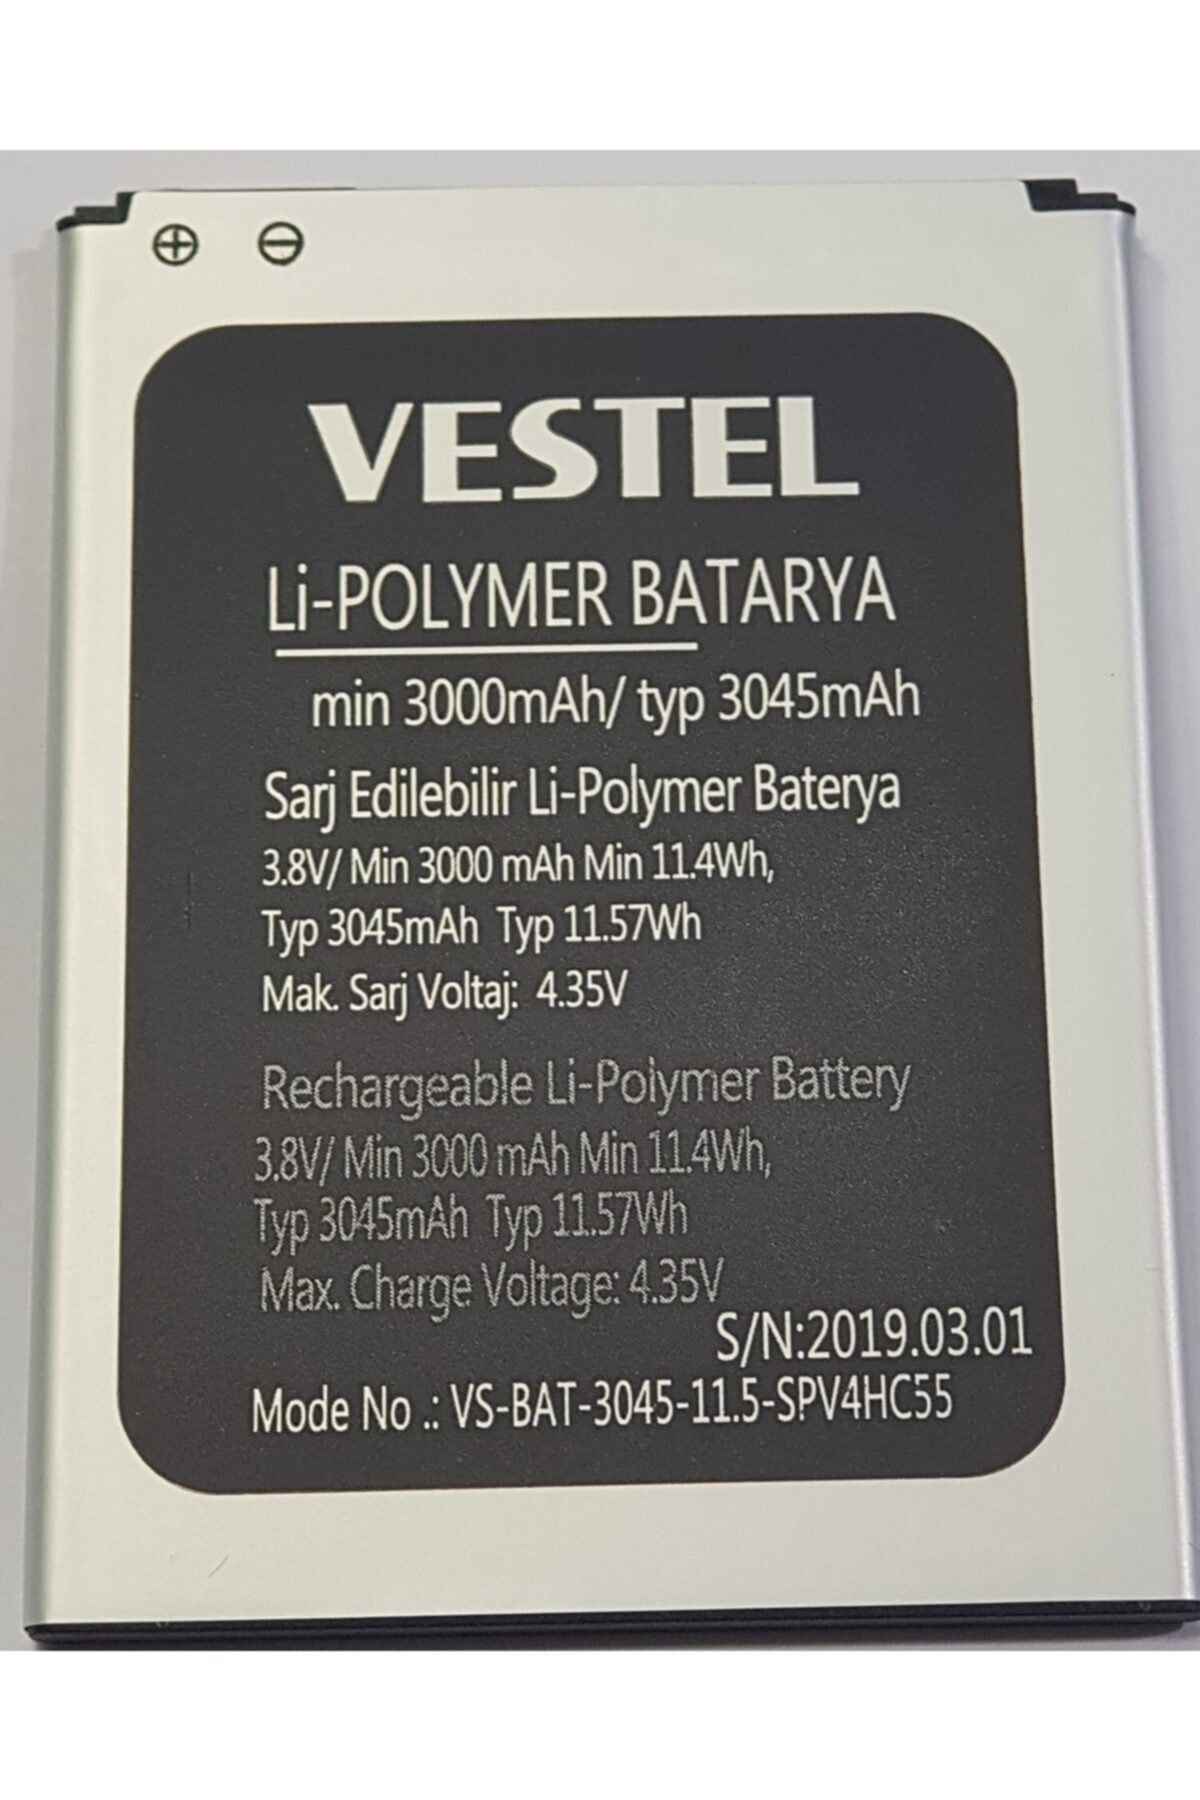 VESTEL
Li-POLYMER BATARYA
min 3000mAh/ typ 3045mAh
Sarj Edilebilir Li-Polymer Baterya
3.8V/ Min 3000 mAh Min 11.4Wh,
Typ 3045mAh Typ 11.57Wh
Mak. Sarj Voltaj: 4.35V
Rechargeable Li-Polymer Battery
3.8V/ Min 3000 mAh Min 11.4Wh,
Typ 3045mAh Typ 11.57Wh
Max. Charge Voltage: 4.35V
S/N:2019.03.01
Mode No .: VS-BAT-3045-11.5-SPV4HC55